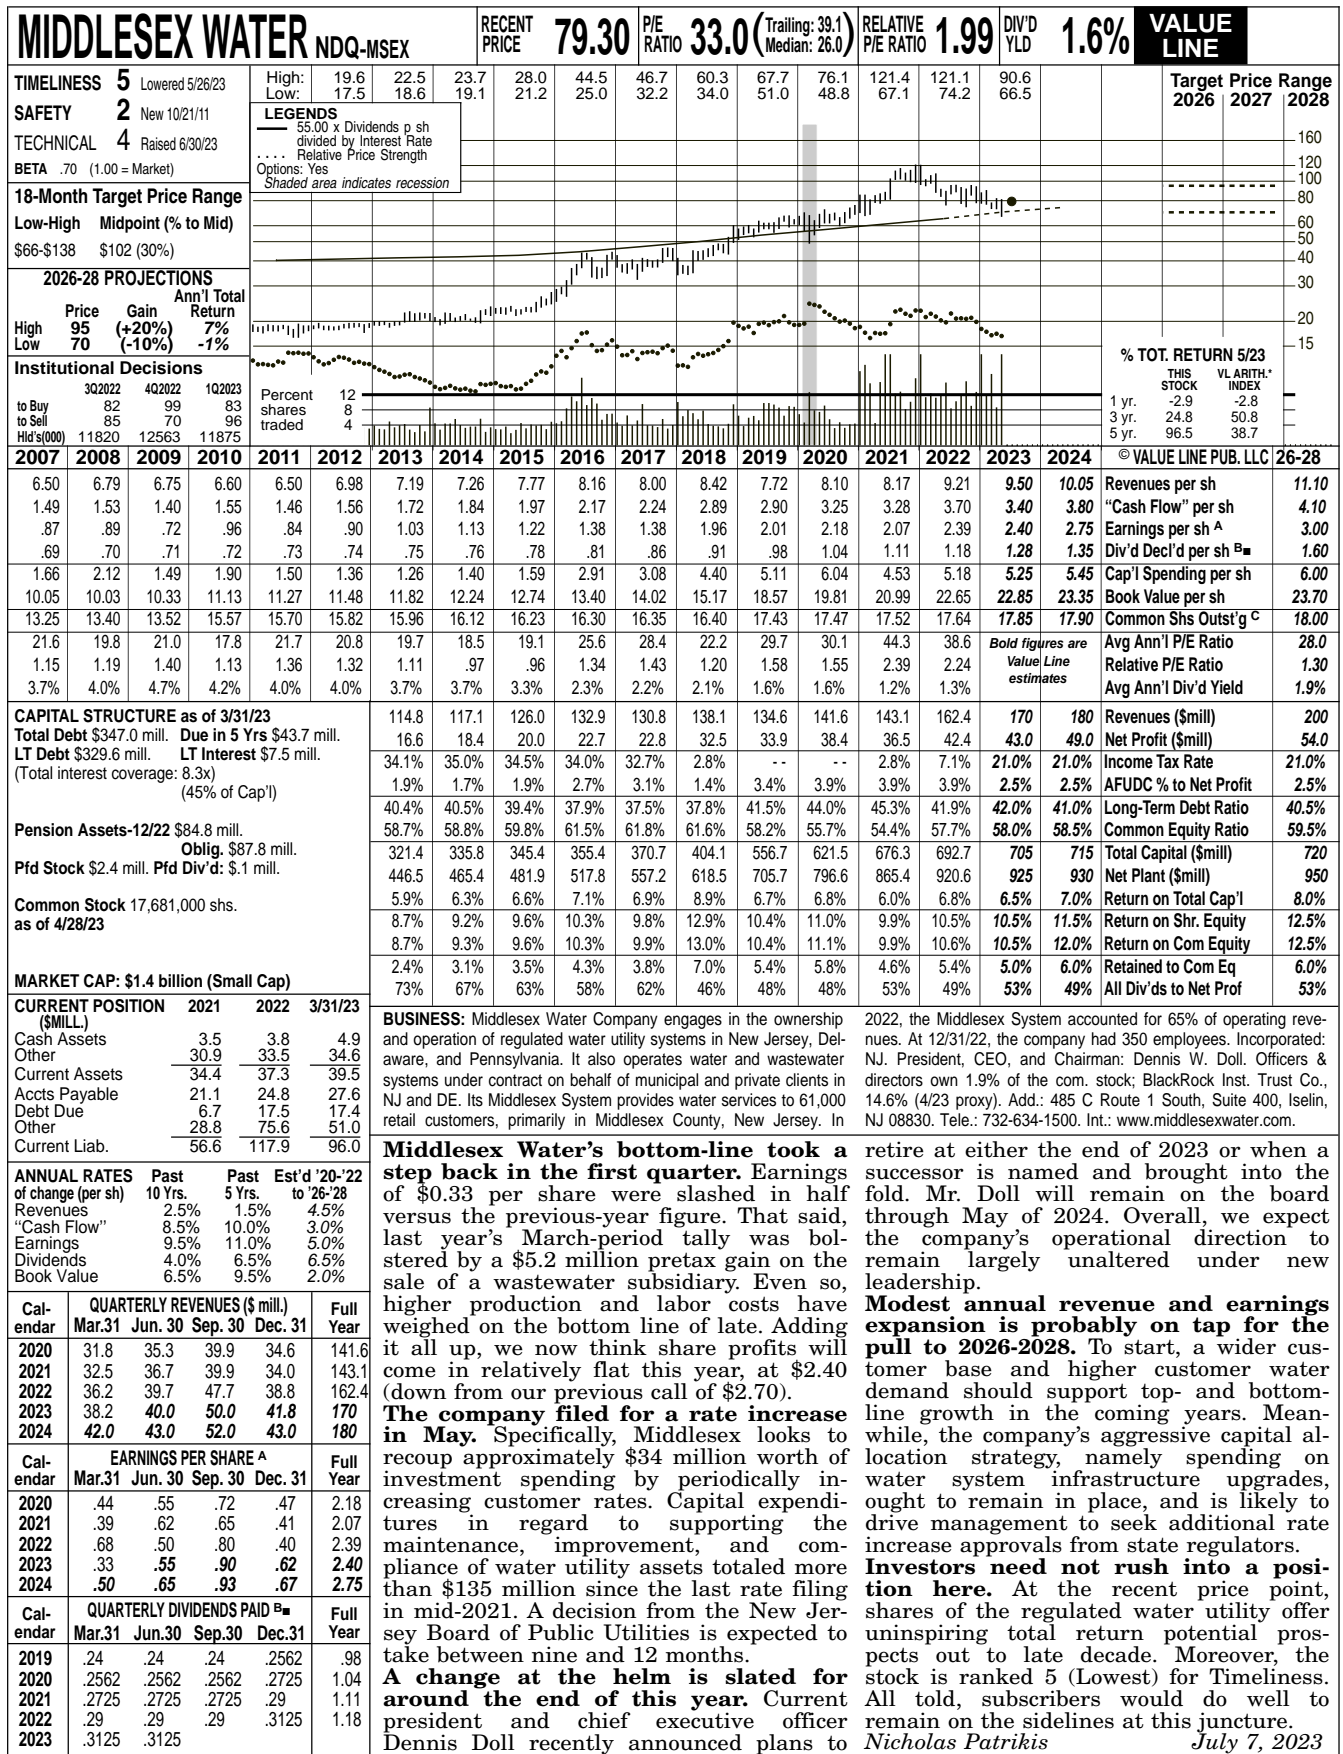 MIDDLESEX WATER NDQ-MSEX
RECENT PRICE 79.30
P/E RATIO 33.0 (Trailing: 39.1 Median: 26.0)
RELATIVE P/E RATIO 1.99
DIV'D YLD 1.6%
VALUE LINE
TIMELINESS 5 Lowered 5/26/23
SAFETY 2 New 10/21/11
TECHNICAL 4 Raised 6/30/23
BETA .70 (1.00 = Market)
18-Month Target Price Range
Low-High Midpoint (% to Mid)
$66-$138 $102 (30%)
2026-28 PROJECTIONS
Ann'l Total
Price Gain Return
High 95 (+20%) 7%
Low 70 (-10%) -1%
Institutional Decisions
3Q2022 4Q2022 1Q2023
to Buy 82 99 83
to Sell 85 70 96
Hld's(000) 11820 12563 11875
High: 19.6 22.5 23.7 28.0 44.5 46.7 60.3 67.7 76.1 121.4 121.1 90.6
Low: 17.5 18.6 19.1 21.2 25.0 32.2 34.0 51.0 48.8 67.1 74.2 66.5
LEGENDS
55.00 x Dividends p sh
divided by Interest Rate
. . . . Relative Price Strength
Options: Yes
Shaded area indicates recession
Target Price Range
2026 2027 2028
160
120
100
80
60
50
40
30
20
15
Percent 12
shares 8
traded 4
% TOT. RETURN 5/23
THIS VL ARITH.*
STOCK INDEX
1 yr. -2.9 -2.8
3 yr. 24.8 50.8
5 yr. 96.5 38.7
2007 2008 2009 2010 2011 2012 2013 2014 2015 2016 2017 2018 2019 2020 2021 2022 2023 2024 © VALUE LINE PUB. LLC 26-28
6.50 6.79 6.75 6.60 6.50 6.98 7.19 7.26 7.77 8.16 8.00 8.42 7.72 8.10 8.17 9.21 9.50 10.05 Revenues per sh 11.10
1.49 1.53 1.40 1.55 1.46 1.56 1.72 1.84 1.97 2.17 2.24 2.89 2.90 3.25 3.28 3.70 3.40 3.80 "Cash Flow" per sh 4.10
.87 .89 .72 .96 .84 .90 1.03 1.13 1.22 1.38 1.38 1.96 2.01 2.18 2.07 2.39 2.40 2.75 Earnings per sh A 3.00
.69 .70 .71 .72 .73 .74 .75 .76 .78 .81 .86 .91 .98 1.04 1.11 1.18 1.28 1.35 Div'd Decl'd per sh B■ 1.60
1.66 2.12 1.49 1.90 1.50 1.36 1.26 1.40 1.59 2.91 3.08 4.40 5.11 6.04 4.53 5.18 5.25 5.45 Cap'l Spending per sh 6.00
10.05 10.03 10.33 11.13 11.27 11.48 11.82 12.24 12.74 13.40 14.02 15.17 18.57 19.81 20.99 22.65 22.85 23.35 Book Value per sh 23.70
13.25 13.40 13.52 15.57 15.70 15.82 15.96 16.12 16.23 16.30 16.35 16.40 17.43 17.47 17.52 17.64 17.85 17.90 Common Shs Outst'g C 18.00
21.6 19.8 21.0 17.8 21.7 20.8 19.7 18.5 19.1 25.6 28.4 22.2 29.7 30.1 44.3 38.6 Bold figures are Avg Ann'l P/E Ratio 28.0
1.15 1.19 1.40 1.13 1.36 1.32 1.11 .97 .96 1.34 1.43 1.20 1.58 1.55 2.39 2.24 Value Line Relative P/E Ratio 1.30
3.7% 4.0% 4.7% 4.2% 4.0% 4.0% 3.7% 3.7% 3.3% 2.3% 2.2% 2.1% 1.6% 1.6% 1.2% 1.3% estimates Avg Ann'l Div'd Yield 1.9%
CAPITAL STRUCTURE as of 3/31/23
Total Debt $347.0 mill. Due in 5 Yrs $43.7 mill.
LT Debt $329.6 mill. LT Interest $7.5 mill.
(Total interest coverage: 8.3x)
(45% of Cap'l)
Pension Assets-12/22 $84.8 mill.
Oblig. $87.8 mill.
Pfd Stock $2.4 mill. Pfd Div'd: $.1 mill.
Common Stock 17,681,000 shs.
as of 4/28/23
MARKET CAP: $1.4 billion (Small Cap)
114.8 117.1 126.0 132.9 130.8 138.1 134.6 141.6 143.1 162.4 170 180 Revenues ($mill) 200
16.6 18.4 20.0 22.7 22.8 32.5 33.9 38.4 36.5 42.4 43.0 49.0 Net Profit ($mill) 54.0
34.1% 35.0% 34.5% 34.0% 32.7% 2.8% - - - - 2.8% 7.1% 21.0% 21.0% Income Tax Rate 21.0%
1.9% 1.7% 1.9% 2.7% 3.1% 1.4% 3.4% 3.9% 3.9% 3.9% 2.5% 2.5% AFUDC % to Net Profit 2.5%
40.4% 40.5% 39.4% 37.9% 37.5% 37.8% 41.5% 44.0% 45.3% 41.9% 42.0% 41.0% Long-Term Debt Ratio 40.5%
58.7% 58.8% 59.8% 61.5% 61.8% 61.6% 58.2% 55.7% 54.4% 57.7% 58.0% 58.5% Common Equity Ratio 59.5%
321.4 335.8 345.4 355.4 370.7 404.1 556.7 621.5 676.3 692.7 705 715 Total Capital ($mill) 720
446.5 465.4 481.9 517.8 557.2 618.5 705.7 796.6 865.4 920.6 925 930 Net Plant ($mill) 950
5.9% 6.3% 6.6% 7.1% 6.9% 8.9% 6.7% 6.8% 6.0% 6.8% 6.5% 7.0% Return on Total Cap'l 8.0%
8.7% 9.2% 9.6% 10.3% 9.8% 12.9% 10.4% 11.0% 9.9% 10.5% 10.5% 11.5% Return on Shr. Equity 12.5%
8.7% 9.3% 9.6% 10.3% 9.9% 13.0% 10.4% 11.1% 9.9% 10.6% 10.5% 12.0% Return on Com Equity 12.5%
2.4% 3.1% 3.5% 4.3% 3.8% 7.0% 5.4% 5.8% 4.6% 5.4% 5.0% 6.0% Retained to Com Eq 6.0%
73% 67% 63% 58% 62% 46% 48% 48% 53% 49% 53% 49% All Div'ds to Net Prof 53%
CURRENT POSITION 2021 2022 3/31/23
($MILL.)
Cash Assets 3.5 3.8 4.9
Other 30.9 33.5 34.6
Current Assets 34.4 37.3 39.5
Accts Payable 21.1 24.8 27.6
Debt Due 6.7 17.5 17.4
Other 28.8 75.6 51.0
Current Liab. 56.6 117.9 96.0
ANNUAL RATES Past Past Est'd '20-'22
of change (per sh) 10 Yrs. 5 Yrs. to '26-'28
Revenues 2.5% 1.5% 4.5%
"Cash Flow" 8.5% 10.0% 3.0%
Earnings 9.5% 11.0% 5.0%
Dividends 4.0% 6.5% 6.5%
Book Value 6.5% 9.5% 2.0%
Cal- QUARTERLY REVENUES ($ mill.) Full
endar Mar.31 Jun. 30 Sep. 30 Dec. 31 Year
2020 31.8 35.3 39.9 34.6 141.6
2021 32.5 36.7 39.9 34.0 143.1
2022 36.2 39.7 47.7 38.8 162.4
2023 38.2 40.0 50.0 41.8 170
2024 42.0 43.0 52.0 43.0 180
Cal- EARNINGS PER SHARE A Full
endar Mar.31 Jun. 30 Sep. 30 Dec. 31 Year
2020 .44 .55 .72 .47 2.18
2021 .39 .62 .65 .41 2.07
2022 .68 .50 .80 .40 2.39
2023 .33 .55 .90 .62 2.40
2024 .50 .65 .93 .67 2.75
Cal- QUARTERLY DIVIDENDS PAID B■ Full
endar Mar.31 Jun.30 Sep.30 Dec.31 Year
2019 .24 .24 .24 .2562 .98
2020 .2562 .2562 .2562 .2725 1.04
2021 .2725 .2725 .2725 .29 1.11
2022 .29 .29 .29 .3125 1.18
2023 .3125 .3125
BUSINESS: Middlesex Water Company engages in the ownership
and operation of regulated water utility systems in New Jersey, Del-
aware, and Pennsylvania. It also operates water and wastewater
systems under contract on behalf of municipal and private clients in
NJ and DE. Its Middlesex System provides water services to 61,000
retail customers, primarily in Middlesex County, New Jersey. In
2022, the Middlesex System accounted for 65% of operating reve-
nues. At 12/31/22, the company had 350 employees. Incorporated:
NJ. President, CEO, and Chairman: Dennis W. Doll. Officers &
directors own 1.9% of the com. stock; BlackRock Inst. Trust Co.,
14.6% (4/23 proxy). Add.: 485 C Route 1 South, Suite 400, Iselin,
NJ 08830. Tele.: 732-634-1500. Int.: www.middlesexwater.com.
Middlesex Water's bottom-line took a
step back in the first quarter. Earnings
of $0.33 per share were slashed in half
versus the previous-year figure. That said,
last year's March-period tally was bol-
stered by a $5.2 million pretax gain on the
sale of a wastewater subsidiary. Even so,
higher production and labor costs have
weighed on the bottom line of late. Adding
it all up, we now think share profits will
come in relatively flat this year, at $2.40
(down from our previous call of $2.70).
The company filed for a rate increase
in May. Specifically, Middlesex looks to
recoup approximately $34 million worth of
investment spending by periodically in-
creasing customer rates. Capital expendi-
tures in regard to supporting the
maintenance, improvement, and com-
pliance of water utility assets totaled more
than $135 million since the last rate filing
in mid-2021. A decision from the New Jer-
sey Board of Public Utilities is expected to
take between nine and 12 months.
A change at the helm is slated for
around the end of this year. Current
president and chief executive officer
Dennis Doll recently announced plans to
retire at either the end of 2023 or when a
successor is named and brought into the
fold. Mr. Doll will remain on the board
through May of 2024. Overall, we expect
the company's operational direction to
remain largely unaltered under new
leadership.
Modest annual revenue and earnings
expansion is probably on tap for the
pull to 2026-2028. To start, a wider cus-
tomer base and higher customer water
demand should support top- and bottom-
line growth in the coming years. Mean-
while, the company's aggressive capital al-
location strategy, namely spending on
water system infrastructure upgrades,
ought to remain in place, and is likely to
drive management to seek additional rate
increase approvals from state regulators.
Investors need not rush into a posi-
tion here. At the recent price point,
shares of the regulated water utility offer
uninspiring total return potential pros-
pects out to late decade. Moreover, the
stock is ranked 5 (Lowest) for Timeliness.
All told, subscribers would do well to
remain on the sidelines at this juncture.
Nicholas Patrikis July 7, 2023